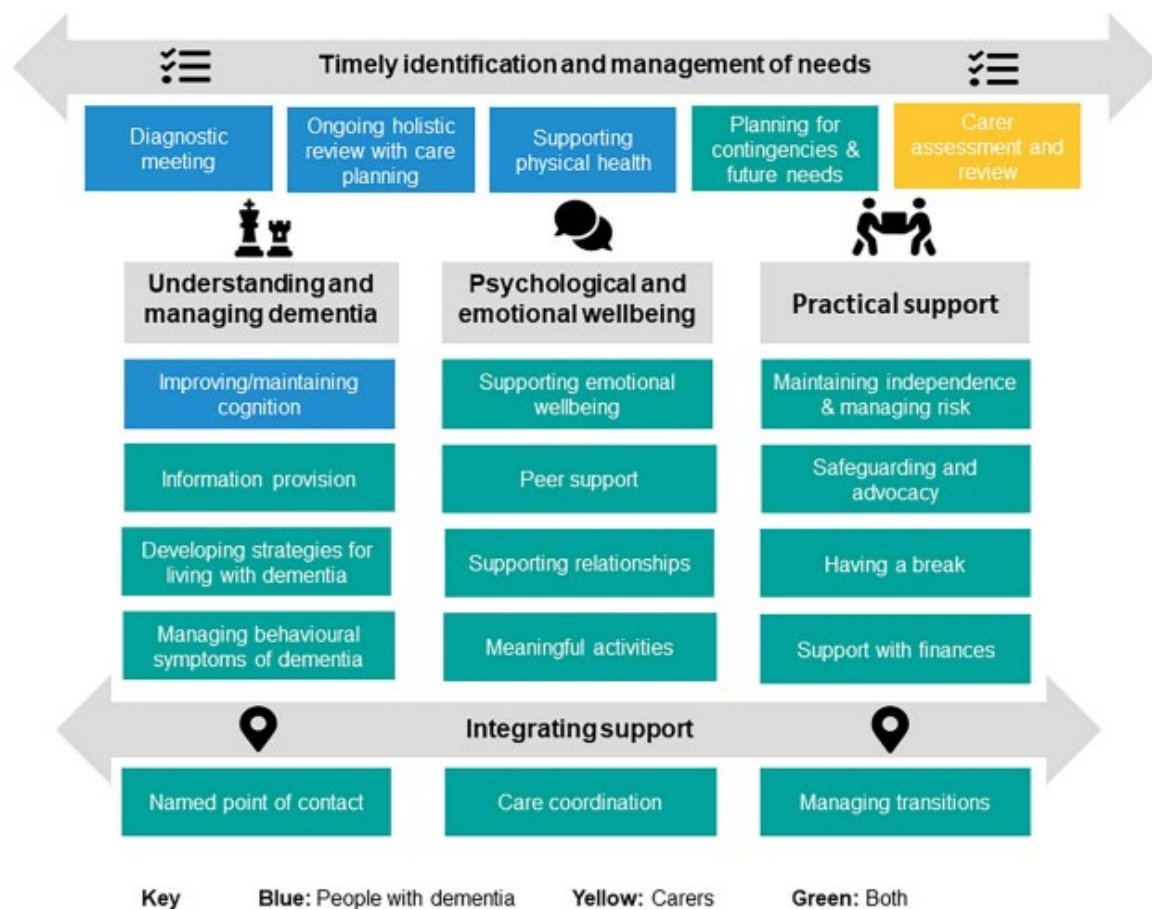 Timely identification and management of needs
Diagnostic
meeting
Ongoing holistic
review with care
planning
Supporting
physical health
Planning for
contingencies &
future needs
Carer
assessment and
review
Understanding and
managing dementia
Psychological and
emotional wellbeing
Practical support
Improving/maintaining
cognition
Supporting emotional
wellbeing
Maintaining independence
& managing risk
Information provision
Peer support
Safeguarding and
advocacy
Developing strategies for
living with dementia
Supporting relationships
Having a break
Managing behavioural
symptoms of dementia
Meaningful activities
Support with finances
Integrating support
Named point of contact
Care coordination
Managing transitions
Key Blue: People with dementia Yellow: Carers Green: Both